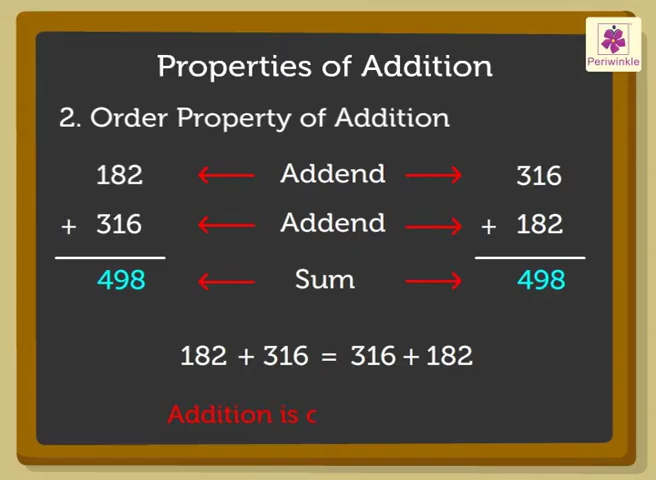 Periwinkle
Properties of Addition
2. Order Property of Addition
182 ← Addend → 316
+ 316 ← Addend → + 182
498 ← Sum → 498
182 + 316 = 316 + 182
Addition is